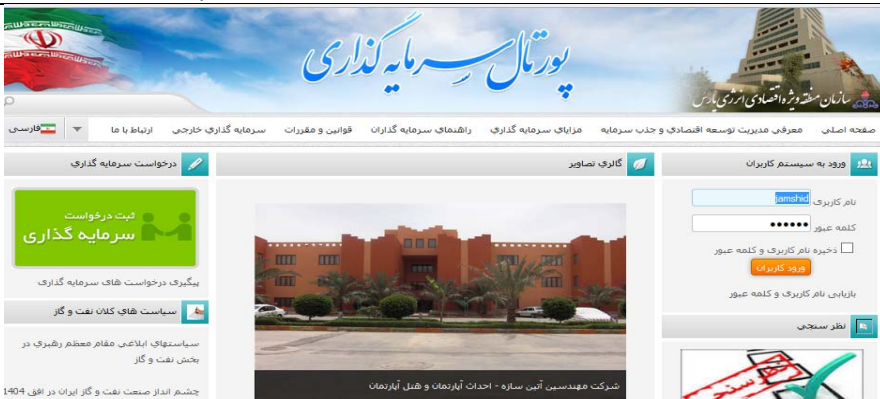 پورتال سرمایه گذاری
سازمان منطقه ویژه اقتصادی انرژی پارس
صفحه اصلی معرفی مدیریت توسعه اقتصادی و جذب سرمایه مزایای سرمایه گذاری راهنمای سرمایه گذاران قوانین و مقررات سرمایه گذاری خارجی ارتباط با ما فارسی
ورود به سیستم کاربران
نام کاربری jamshid
کلمه عبور
ذخیره نام کاربری و کلمه عبور
ورود کاربران
بازیابی نام کاربری و کلمه عبور
نظر سنجی
گالری تصاویر
شرکت مهندسین آتین سازه - احداث آپارتمان و هتل آپارتمان
درخواست سرمایه گذاری
ثبت درخواست
سرمایه گذاری
پیگیری درخواست های سرمایه گذاری
سیاست های کلان نفت و گاز
سیاستهای ابلاغی مقام معظم رهبری در
بخش نفت و گاز
چشم انداز صنعت نفت و گاز ایران در افق 1404